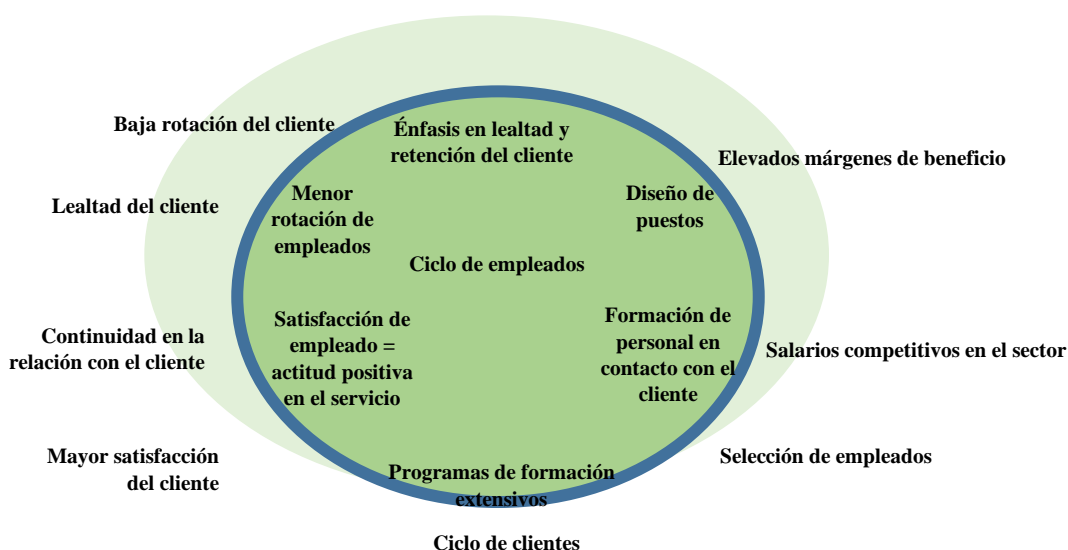 Baja rotación del cliente
Énfasis en lealtad y
retención del cliente
Elevados márgenes de beneficio
Lealtad del cliente
Menor
rotación de
empleados
Diseño de
puestos
Ciclo de empleados
Continuidad en la
relación con el cliente
Satisfacción de
empleado =
actitud positiva
en el servicio
Formación de
personal en
contacto con el
cliente
Salarios competitivos en el sector
Mayor satisfacción
del cliente
Programas de formación
extensivos
Selección de empleados
Ciclo de clientes